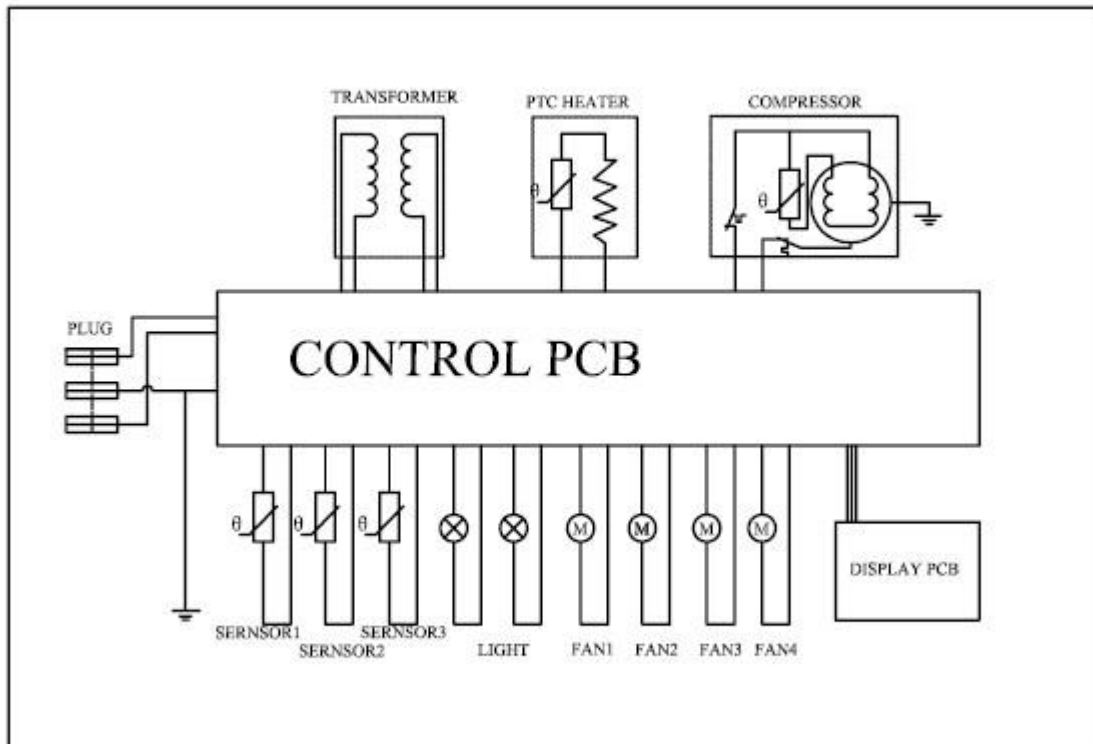 TRANSFORMER
PTC HEATER
COMPRESSOR
θ
θ
PLUG
CONTROL PCB
θ
θ
θ
M
M
M
M
DISPLAY PCB
SERNSOR1
SERNSOR2
SERNSOR3
LIGHT
FAN1
FAN2
FAN3
FAN4